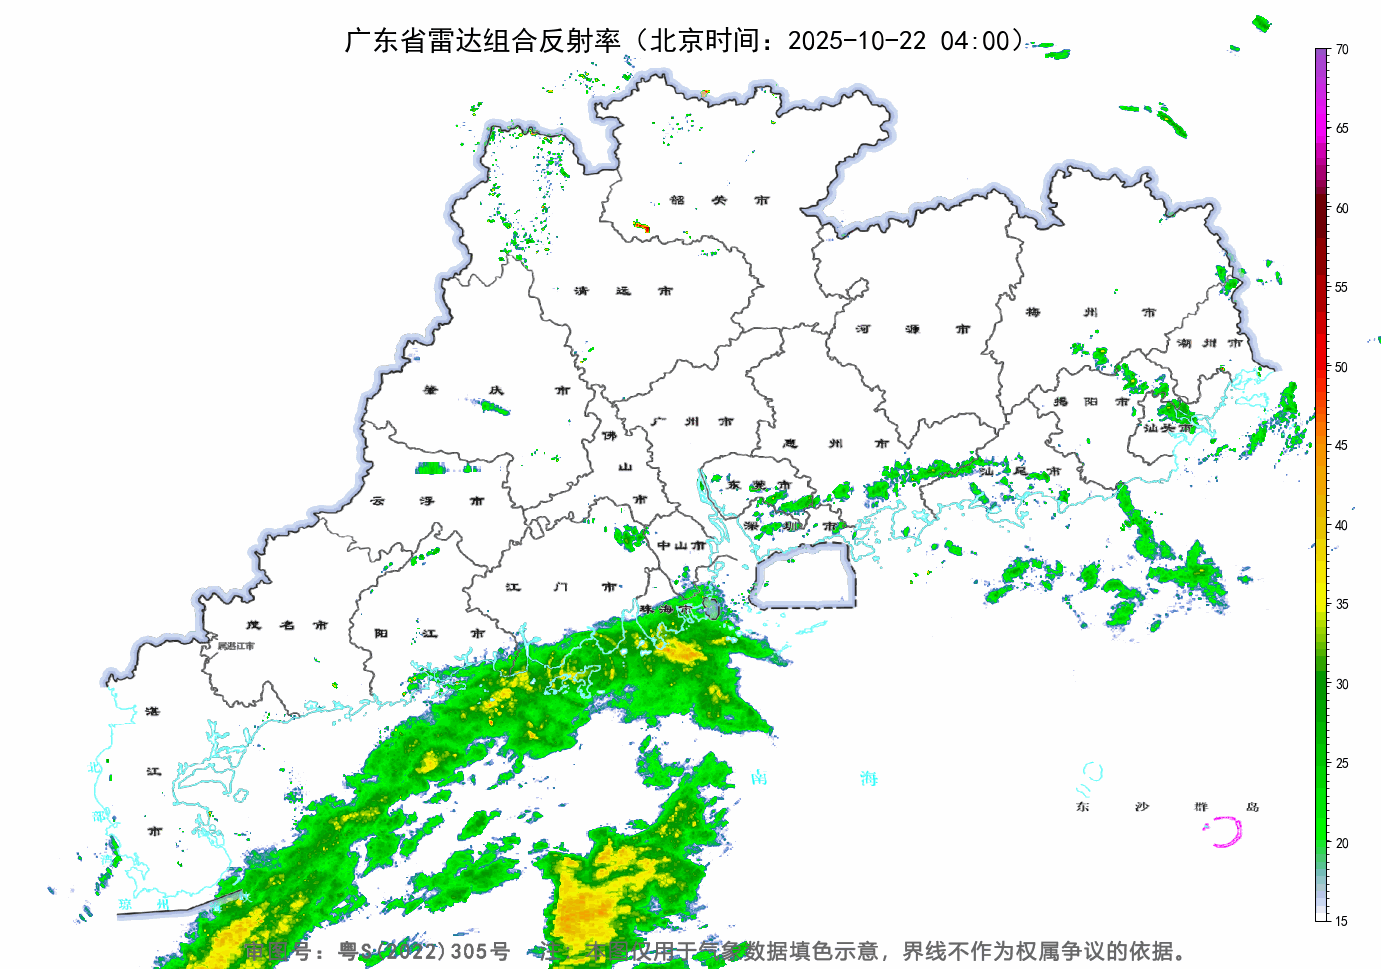 广东省雷达组合反射率（北京时间：2025-10-22 04:00）
70
65
60
55
50
45
40
35
30
25
20
15
韶关市
清远市
河源市
梅州市
潮州市
肇庆市
揭阳市
汕头市
广州市
佛山市
惠州市
汕尾市
东莞市
云浮市
深圳市
中山市
江门市
珠海市
茂名市
阳江市
属湛江市
湛江市
北部湾
南海
东沙群岛
琼州
审图号：粤S(2022)305号 注：本图仅用于气象数据填色示意，界线不作为权属争议的依据。